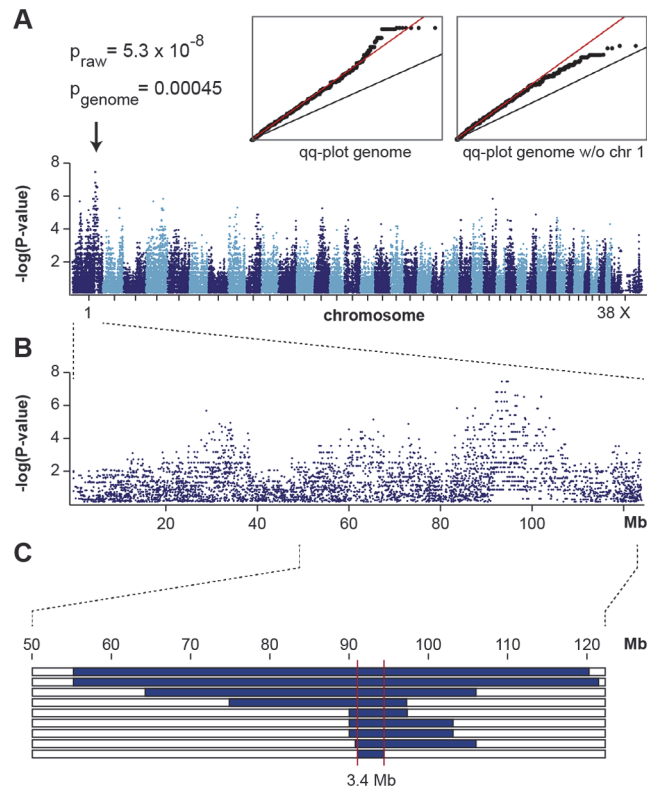 A
p_raw = 5.3 x 10^-8
p_genome = 0.00045
qq-plot genome
qq-plot genome w/o chr 1
-log(P-value)
8
6
4
2
1
chromosome
38 X
B
-log(P-value)
8
6
4
2
20 40 60 80 100 Mb
C
50 60 70 80 90 100 110 120 Mb
3.4 Mb